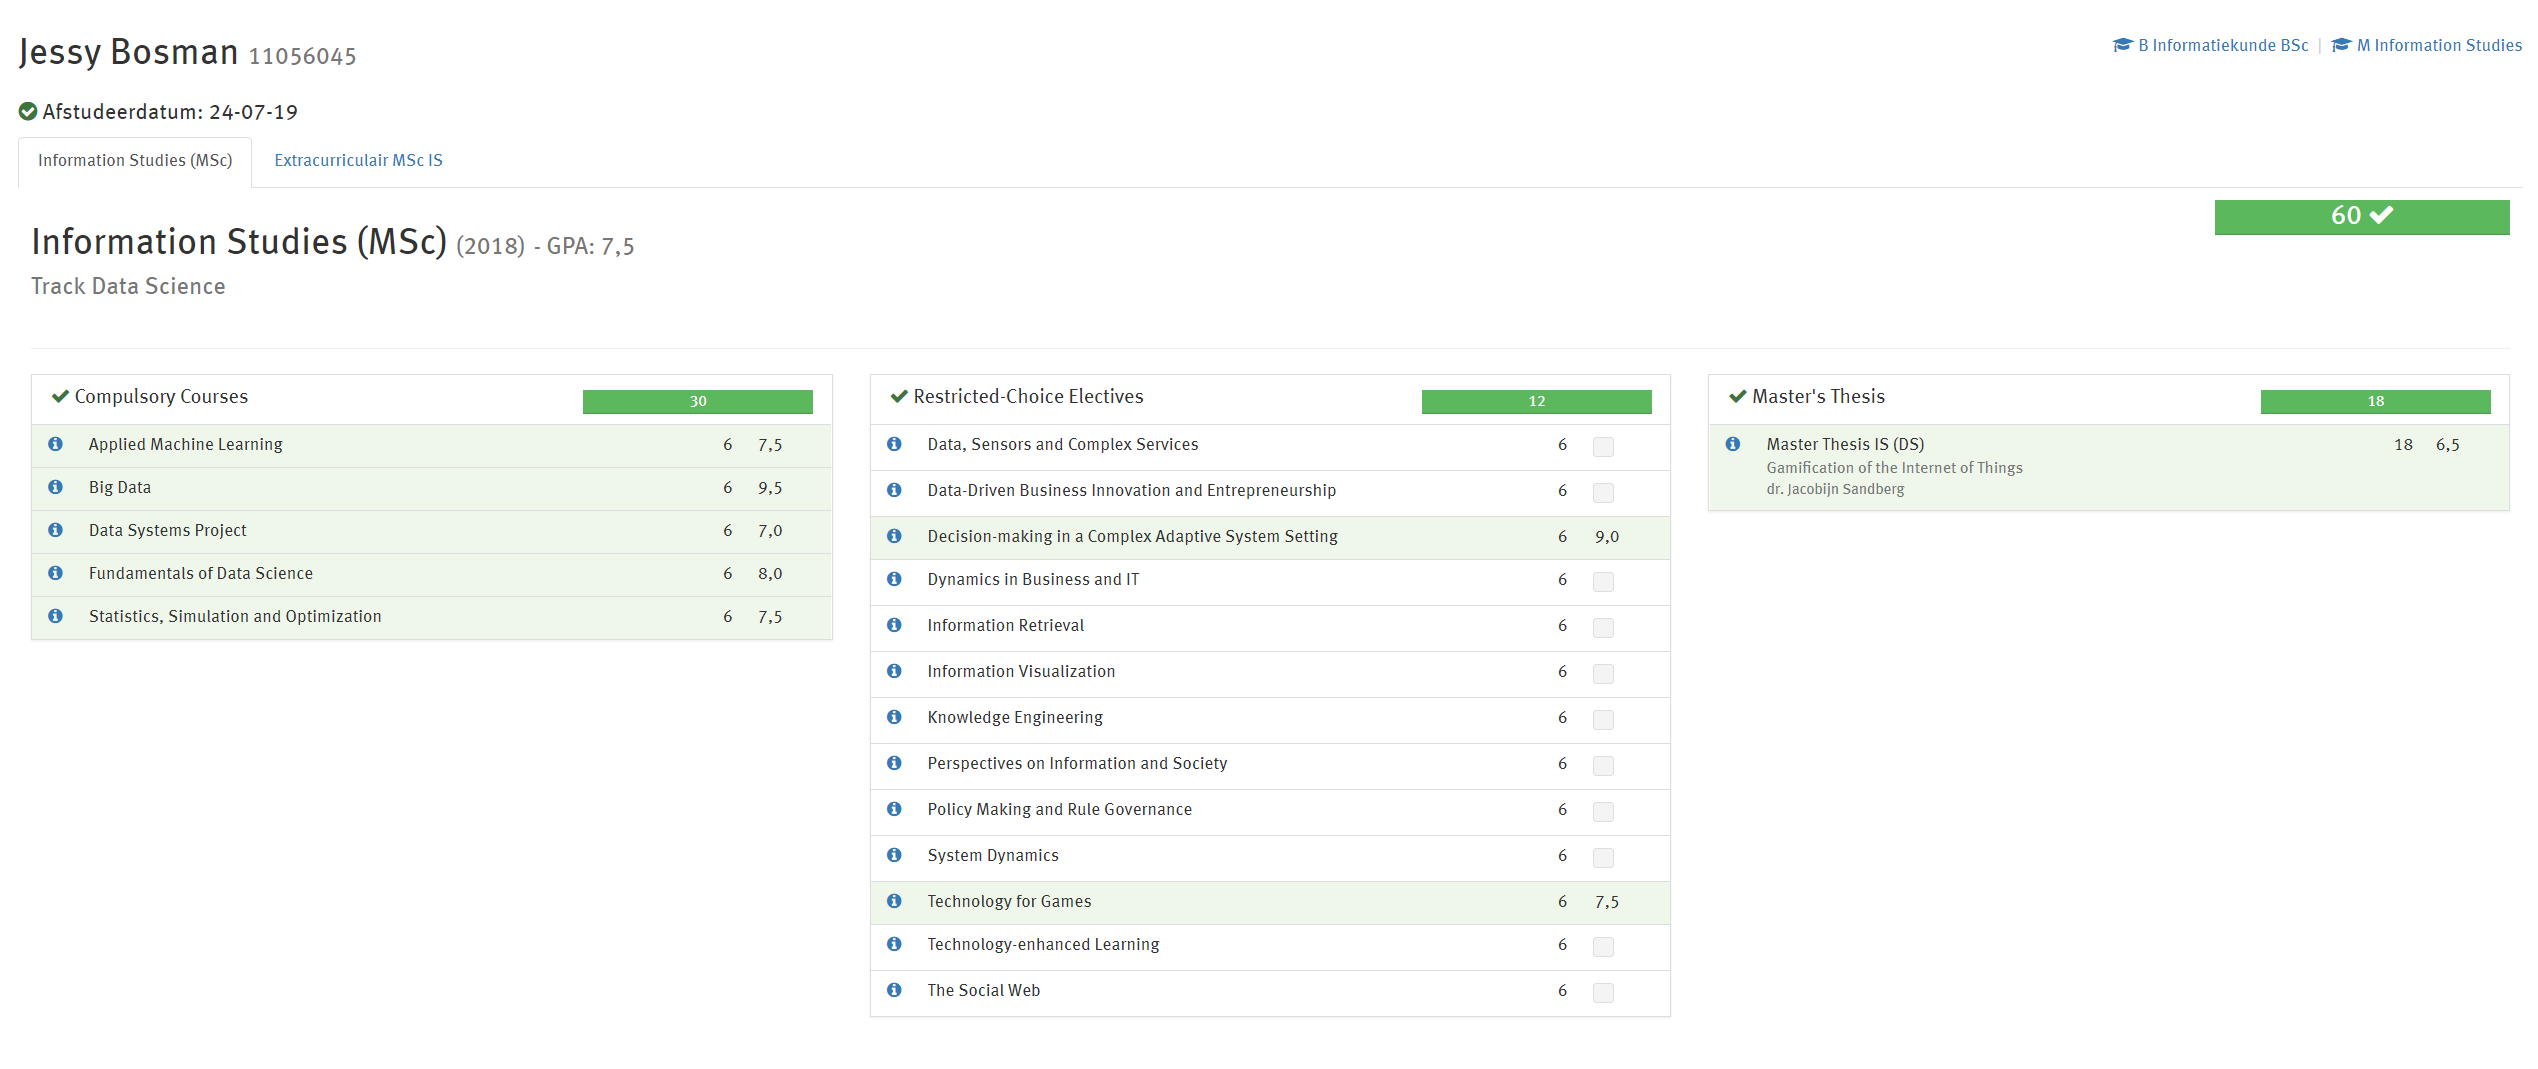 Jessy Bosman 11056045
B Informatiekunde BSc | M Information Studies
Afstudeerdatum: 24-07-19
Information Studies (MSc) Extracurriculair MSc IS
60
Information Studies (MSc) (2018) - GPA: 7,5
Track Data Science
Compulsory Courses 30
Applied Machine Learning 6 7,5
Big Data 6 9,5
Data Systems Project 6 7,0
Fundamentals of Data Science 6 8,0
Statistics, Simulation and Optimization 6 7,5
Restricted-Choice Electives 12
Data, Sensors and Complex Services 6
Data-Driven Business Innovation and Entrepreneurship 6
Decision-making in a Complex Adaptive System Setting 6 9,0
Dynamics in Business and IT 6
Information Retrieval 6
Information Visualization 6
Knowledge Engineering 6
Perspectives on Information and Society 6
Policy Making and Rule Governance 6
System Dynamics 6
Technology for Games 6 7,5
Technology-enhanced Learning 6
The Social Web 6
Master's Thesis 18
Master Thesis IS (DS) 18 6,5
Gamification of the Internet of Things
dr. Jacobijn Sandberg